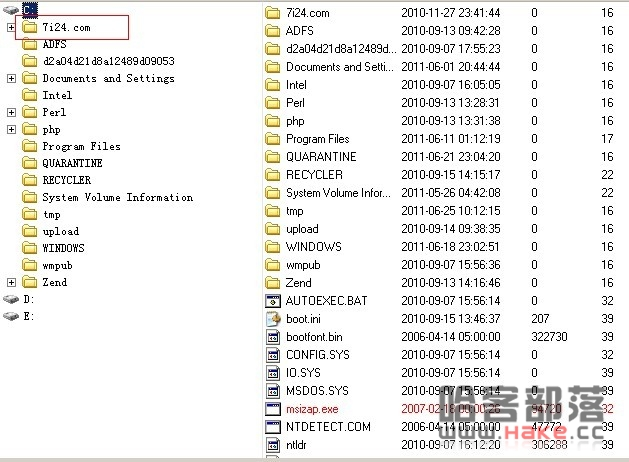 C:
7i24.com
ADFS
d2a04d21d8a12489d09053
Documents and Settings
Intel
Perl
php
Program Files
QUARANTINE
RECYCLER
System Volume Information
tmp
upload
WINDOWS
wmpub
Zend
D:
E:
7i24.com 2010-11-27 23:41:44 0 16
ADFS 2010-09-13 09:42:28 0 16
d2a04d21d8a12489d... 2010-09-07 17:55:23 0 16
Documents and Setti... 2011-06-01 20:44:44 0 16
Intel 2010-09-07 16:05:05 0 16
Perl 2010-09-13 13:28:31 0 16
php 2010-09-13 13:31:38 0 16
Program Files 2011-06-11 01:12:19 0 17
QUARANTINE 2011-06-21 23:04:20 0 16
RECYCLER 2010-09-15 14:15:17 0 22
System Volume Infor... 2011-05-26 04:42:08 0 22
tmp 2011-06-25 10:12:15 0 16
upload 2010-09-14 09:38:35 0 16
WINDOWS 2011-06-18 23:02:51 0 16
wmpub 2010-09-07 15:56:36 0 16
Zend 2010-09-13 14:16:46 0 16
AUTOEXEC.BAT 2010-09-07 15:56:14 0 32
boot.ini 2010-09-15 13:46:37 207 39
bootfont.bin 2006-04-14 05:00:00 322730 39
CONFIG.SYS 2010-09-07 15:56:14 0 32
IO.SYS 2010-09-07 15:56:14 0 39
MSDOS.SYS 2010-09-07 15:56:14 0 39
msizap.exe 2007-02-18 00:00:26 94720 32
NTDETECT.COM 2006-04-14 05:00:00 47772 39
ntldr 2010-09-07 16:12:20 306288 39
哈客部落
www.Hake.cc